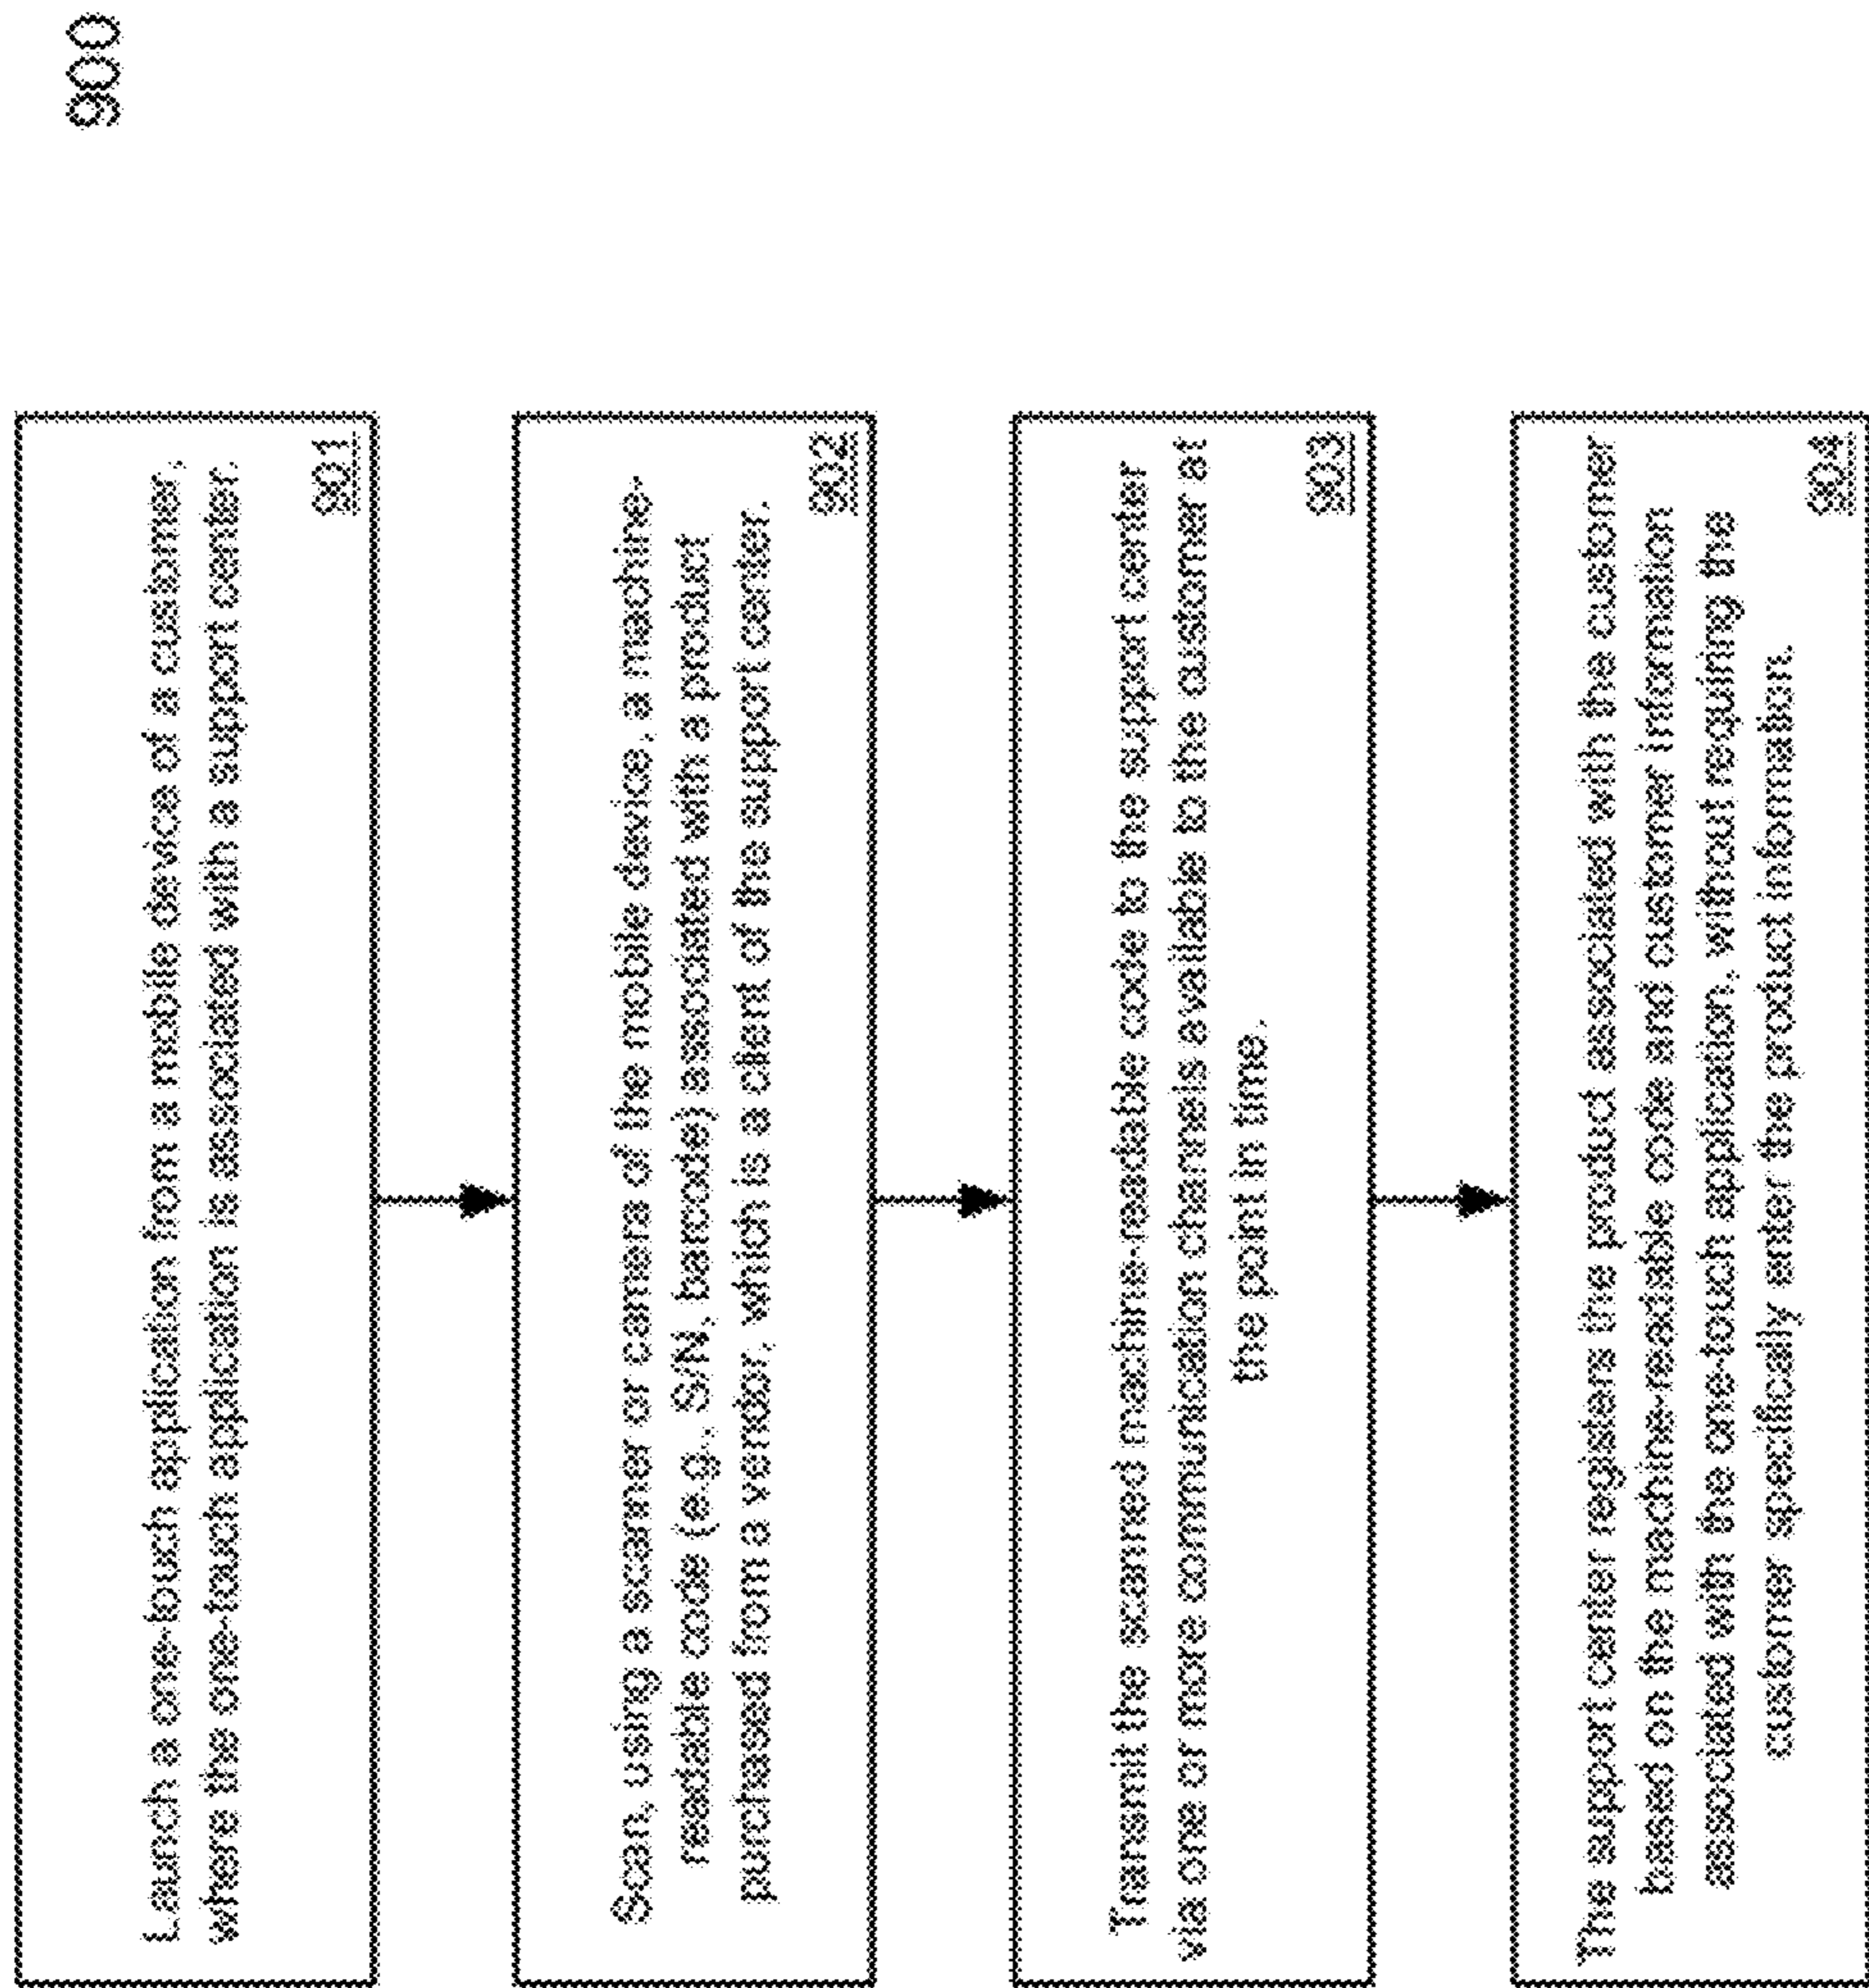 900
Launch a one-touch application from a mobile device of a customer,
where the one-touch application is associated with a support center.
901
Scan, using a scanner or camera of the mobile device, a machine-
readable code (e.g., S/N, barcode) associated with a product
purchased from a vendor, which is a client of the support center.
902
Transmit the scanned machine-readable code to the support center
via one or more communication channels available to the customer at
the point in time.
903
The support center registers the product associated with the customer
based on the machine-readable code and customer information
associated with the one-touch application, without requiring the
customer specifically enter the product information.
904